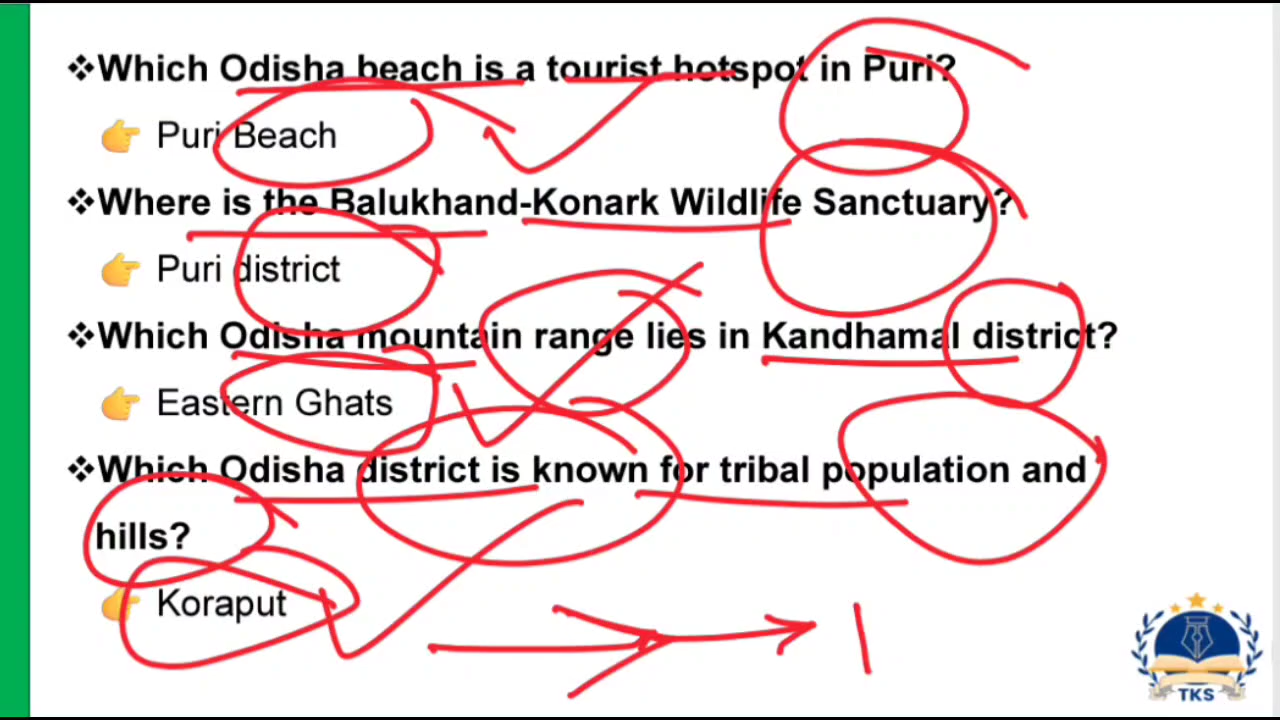 ❖Which Odisha beach is a tourist hotspot in Puri?
👉 Puri Beach
❖Where is the Balukhand-Konark Wildlife Sanctuary?
👉 Puri district
❖Which Odisha mountain range lies in Kandhamal district?
👉 Eastern Ghats
❖Which Odisha district is known for tribal population and
hills?
👉 Koraput
TKS